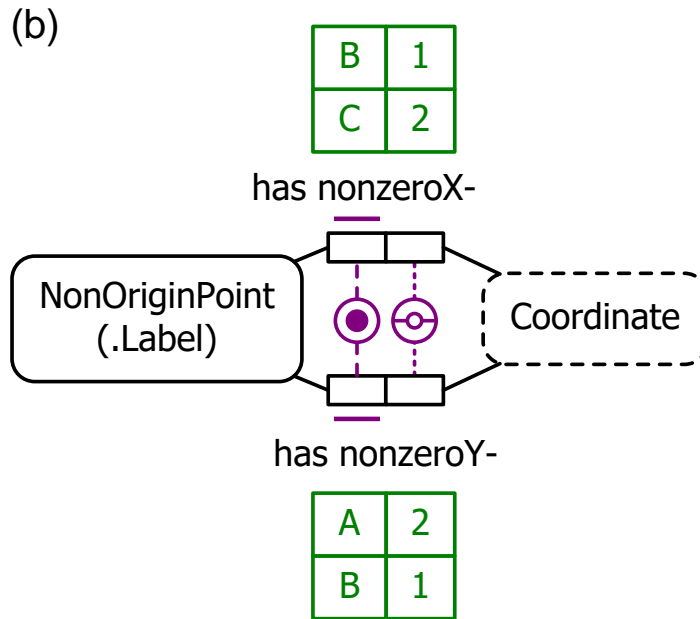 (b)
B 1
C 2
has nonzeroX-
NonOriginPoint
(.Label)
Coordinate
has nonzeroY-
A 2
B 1